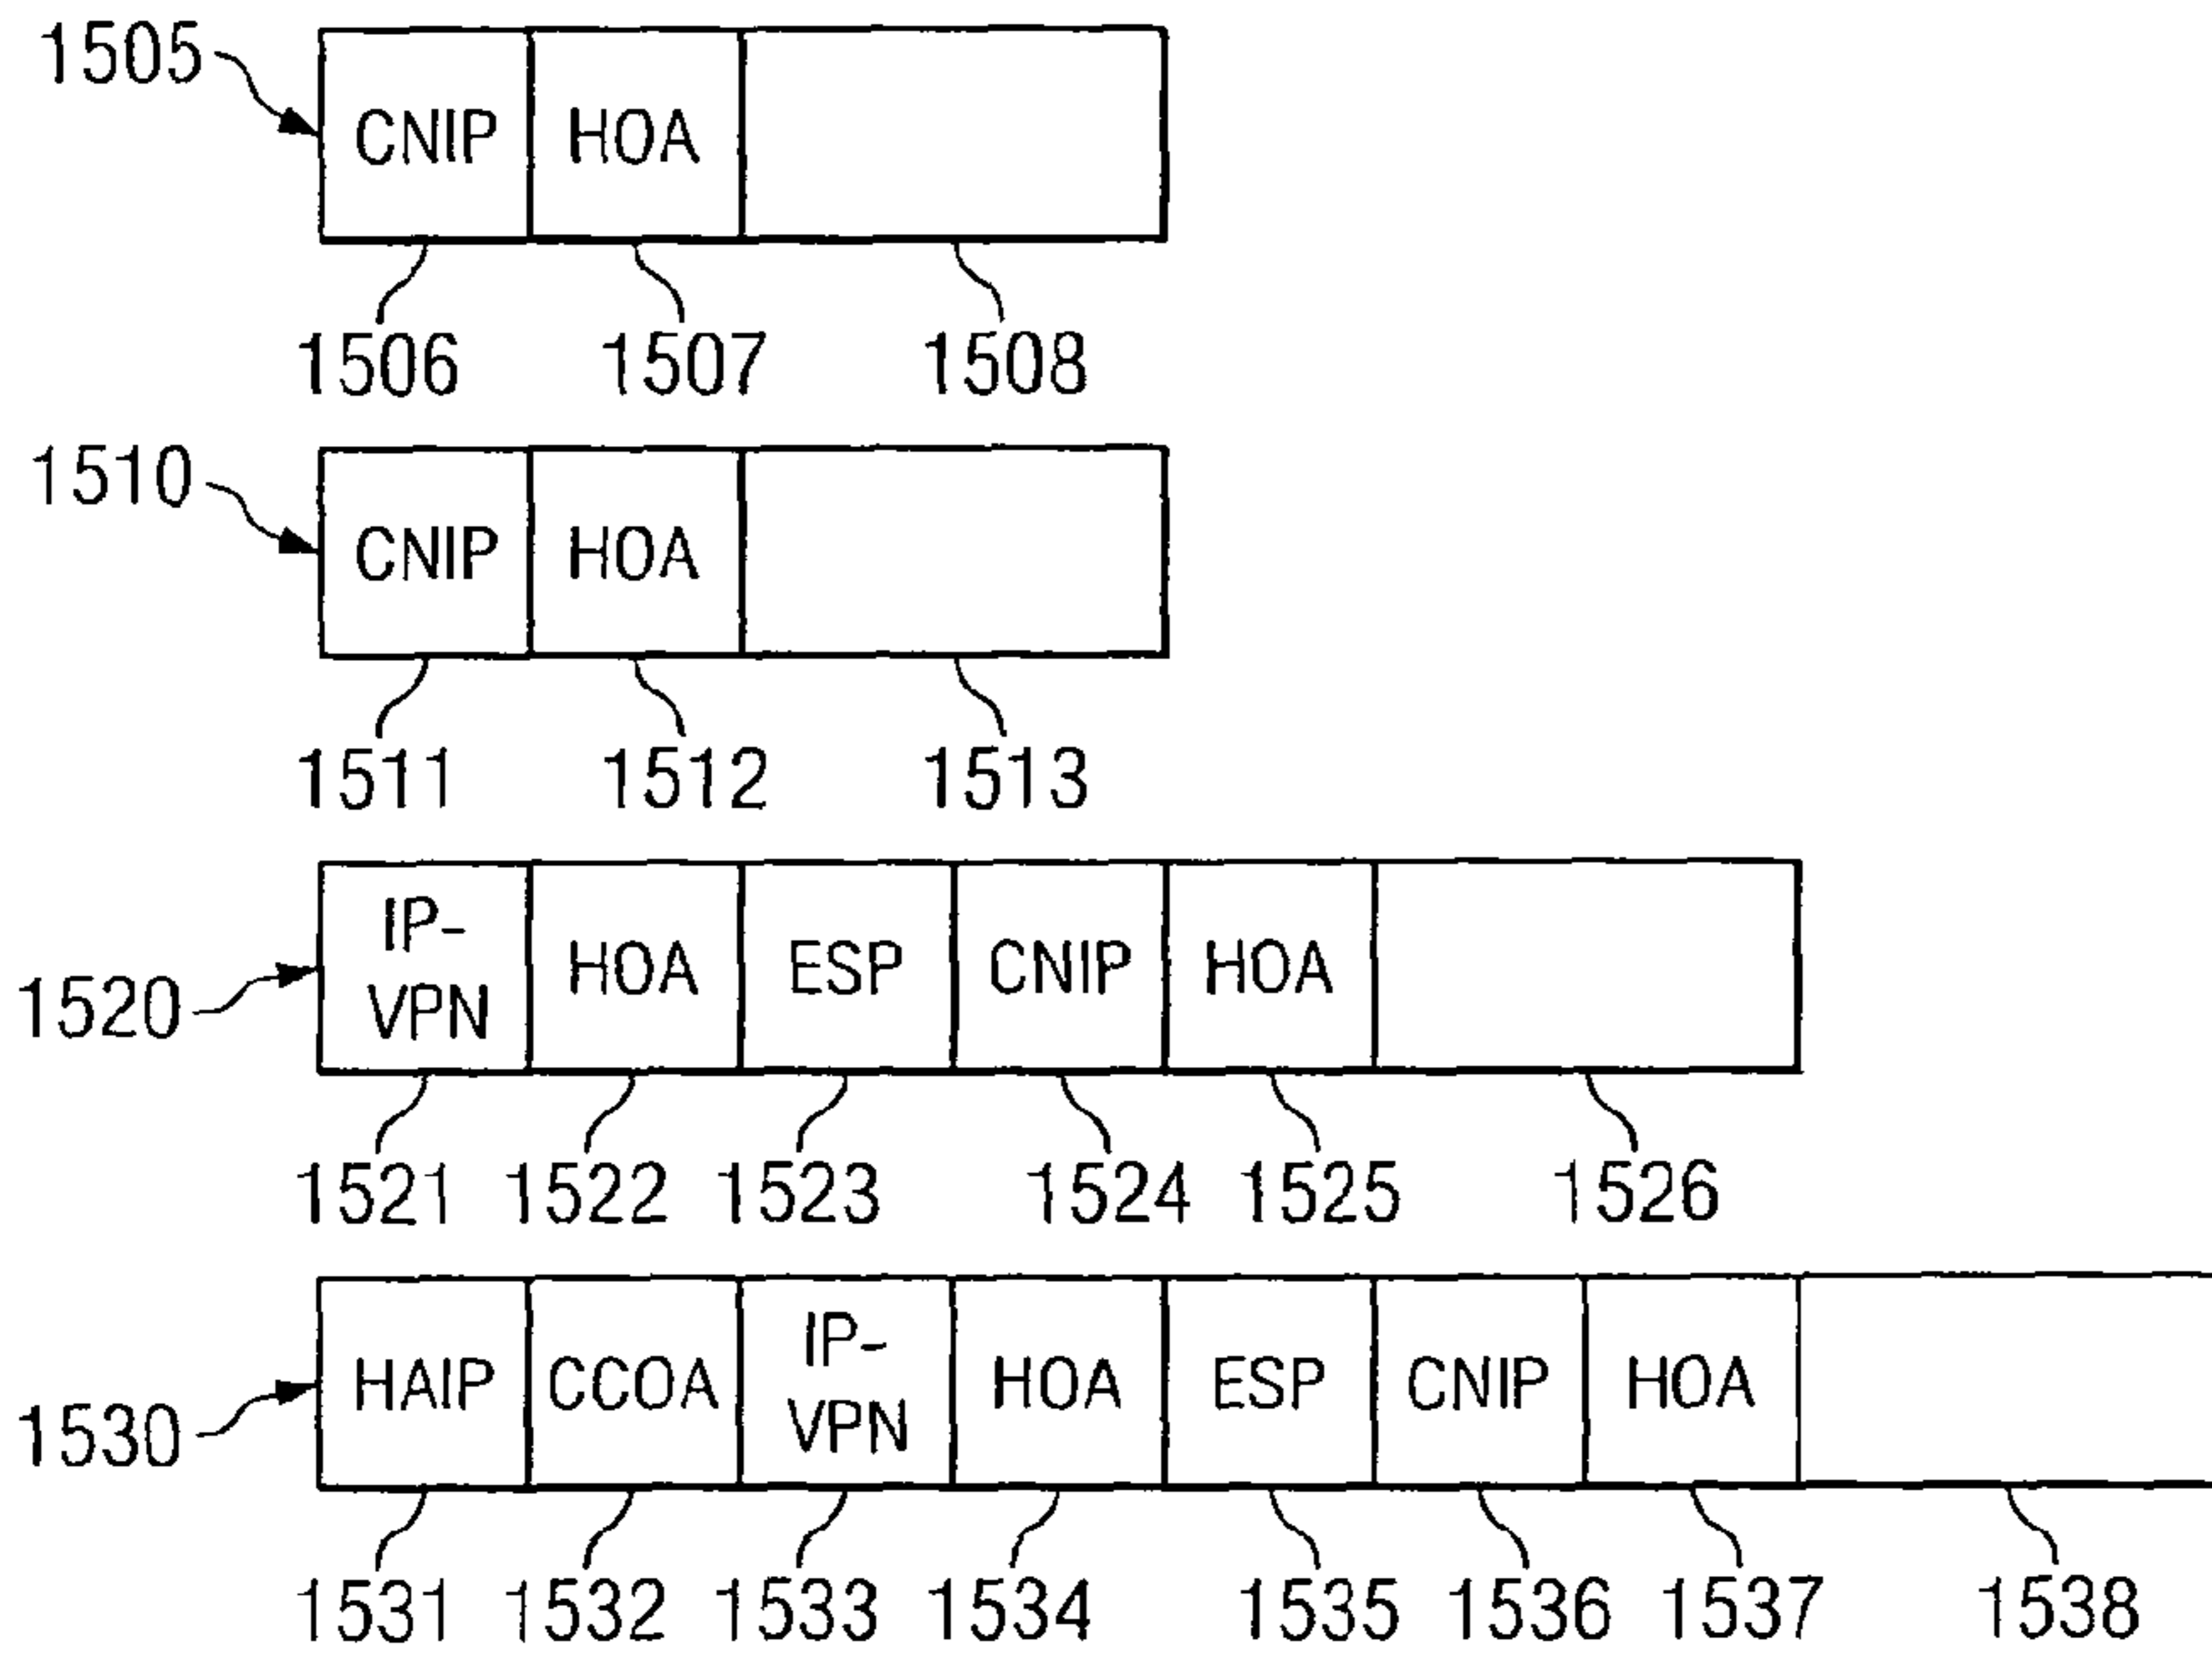 1505
CNIP HOA
1506 1507 1508
1510
CNIP HOA
1511 1512 1513
1520
IP-
VPN
HOA ESP CNIP HOA
1521 1522 1523 1524 1525 1526
1530
HAIP CCOA
IP-
VPN
HOA ESP CNIP HOA
1531 1532 1533 1534 1535 1536 1537 1538